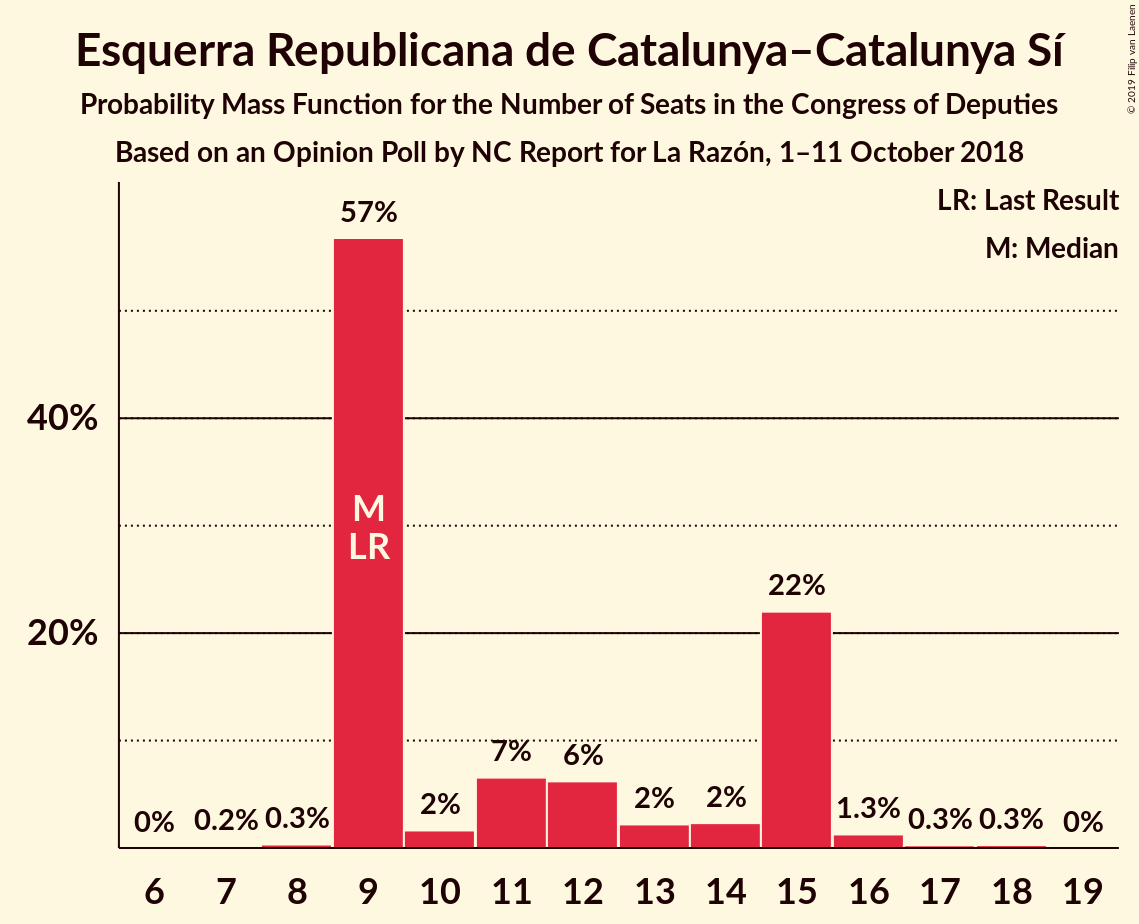 Esquerra Republicana de Catalunya–Catalunya Sí
Probability Mass Function for the Number of Seats in the Congress of Deputies
Based on an Opinion Poll by NC Report for La Razón, 1–11 October 2018
© 2019 Filip van Laenen
LR: Last Result
M: Median
40%
20%
0% 0.2% 0.3% 57% 2% 7% 6% 2% 2% 22% 1.3% 0.3% 0.3% 0%
M
LR
6 7 8 9 10 11 12 13 14 15 16 17 18 19